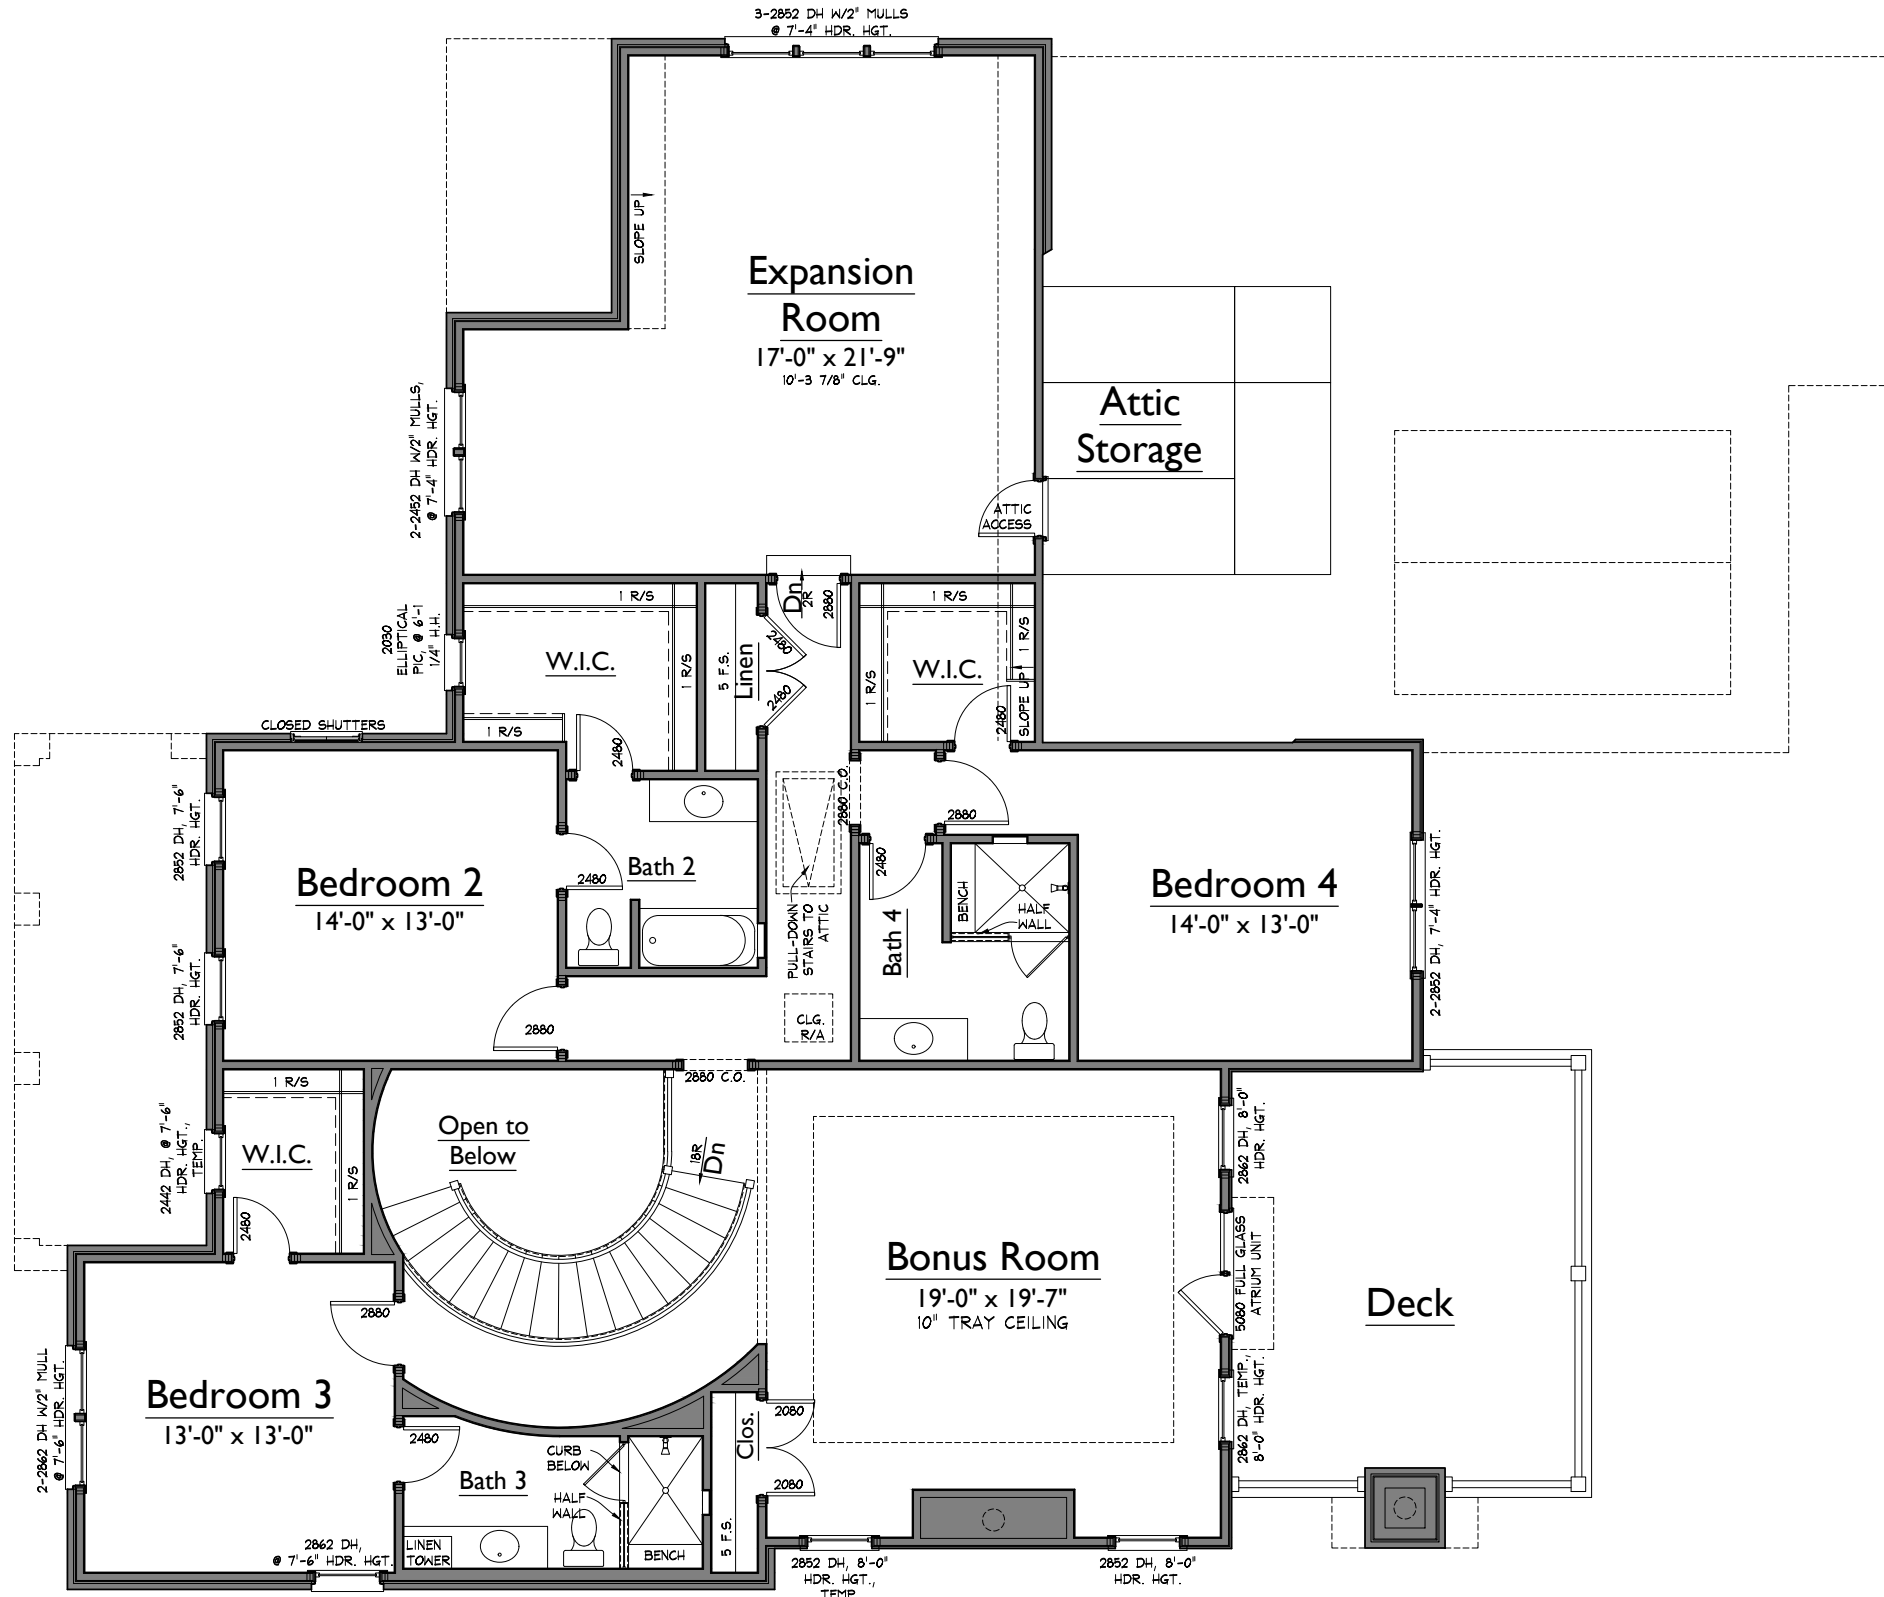 3-2852 DH W/2" MULLS
@ 7'-4" HDR. HGT.
SLOPE UP
Expansion
Room
17'-0" x 21'-9"
10'-3 7/8" CLG.
2-2452 DH W/2" MULLS,
@ 7'-4" HDR. HGT.
Attic
Storage
ATTIC
ACCESS
2030
ELLIPTICAL
PIC, @ 6'-1
1/4" H.H.
1 R/S
W.I.C.
1 R/S
1 R/S
2480
5 F.S.
Linen
2480
2480
Dn
2R
2880
1 R/S
1 R/S
W.I.C.
1 R/S
SLOPE UP
2480
CLOSED SHUTTERS
2852 DH, 7'-6"
HDR. HGT.
Bedroom 2
14'-0" x 13'-0"
2480
Bath 2
2880 C.O.
2880
PULL-DOWN
STAIRS TO
ATTIC
2480
Bath 4
BENCH
HALF
WALL
Bedroom 4
14'-0" x 13'-0"
2-2852 DH, 7'-4" HDR. HGT.
2852 DH, 7'-6"
HDR. HGT.
2880
CLG.
R/A
2880 C.O.
1 R/S
W.I.C.
1 R/S
2480
2442 DH, @ 7'-6"
HDR. HGT.,
TEMP.
Open to
Below
18R
Dn
2862 DH, 8'-0"
HDR. HGT.
5080 FULL GLASS
ATRIUM UNIT
Bonus Room
19'-0" x 19'-7"
10" TRAY CEILING
Deck
2862 DH, TEMP.,
8'-0" HDR. HGT.
2880
Bedroom 3
13'-0" x 13'-0"
2-2862 DH W/2" MULL
@ 7'-6" HDR. HGT.
2480
Bath 3
CURB
BELOW
HALF
WALL
Clos.
2080
2080
5 F.S.
LINEN
TOWER
BENCH
2862 DH,
@ 7'-6" HDR. HGT.
2852 DH, 8'-0"
HDR. HGT.,
TEMP
2852 DH, 8'-0"
HDR. HGT.